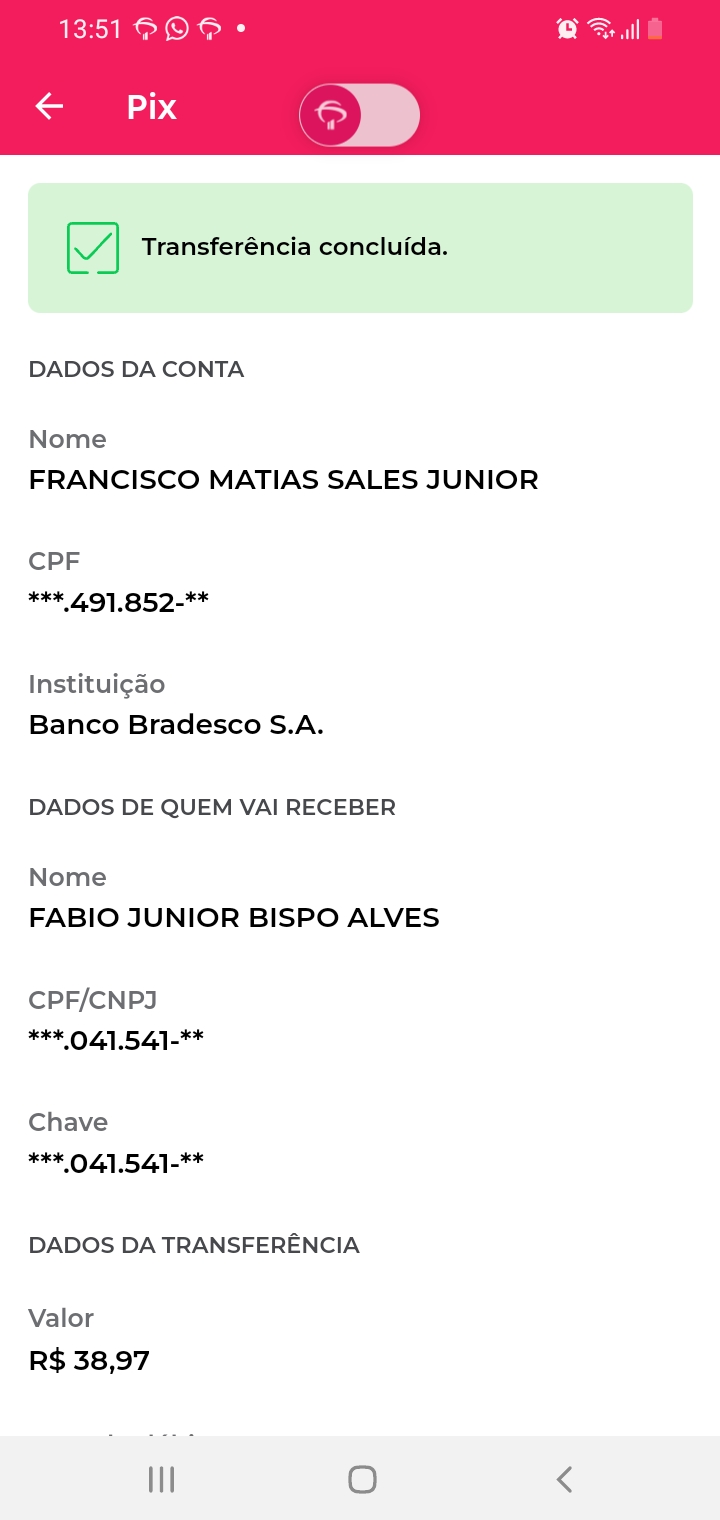 13:51
Pix
Transferência concluída.
DADOS DA CONTA
Nome
FRANCISCO MATIAS SALES JUNIOR
CPF
***.491.852-**
Instituição
Banco Bradesco S.A.
DADOS DE QUEM VAI RECEBER
Nome
FABIO JUNIOR BISPO ALVES
CPF/CNPJ
***.041.541-**
Chave
***.041.541-**
DADOS DA TRANSFERÊNCIA
Valor
R$ 38,97